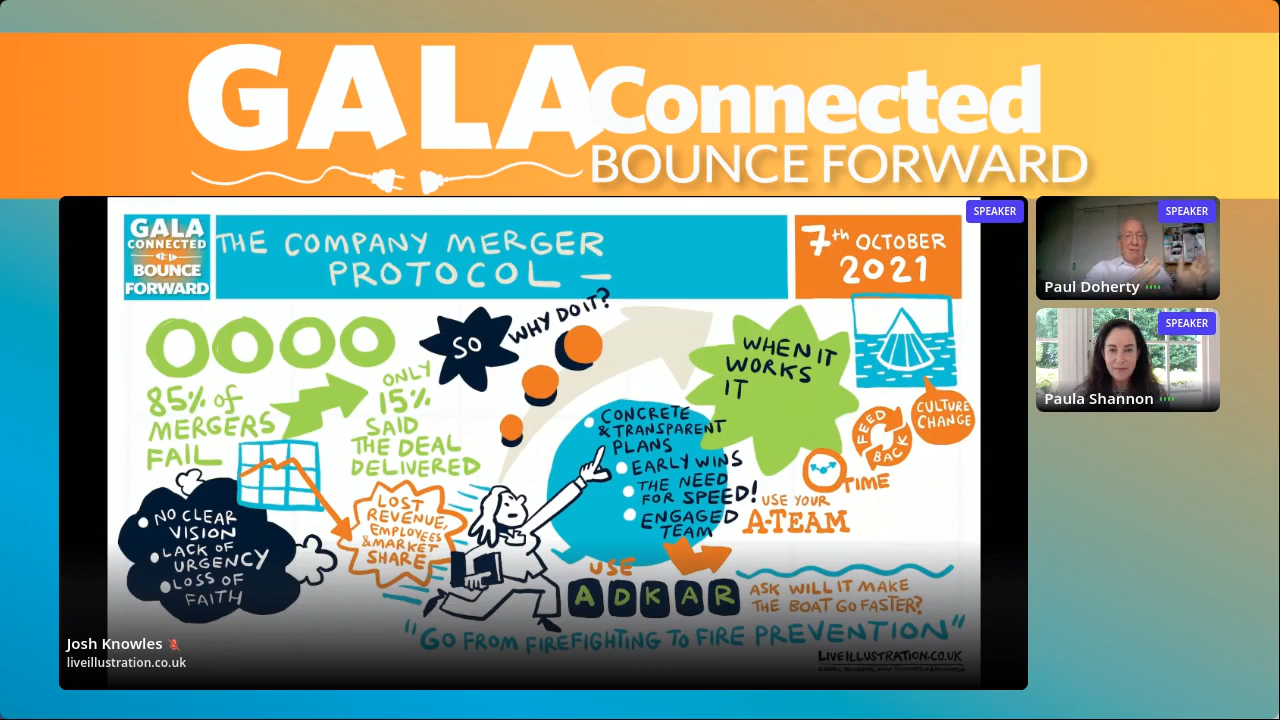 GALA Connected
BOUNCE FORWARD
SPEAKER
GALA
CONNECTED
BOUNCE
FORWARD
THE COMPANY MERGER
PROTOCOL —
7th OCTOBER
2021
OOOO
85% of
MERGERS
FAIL
ONLY
15%
SAID
THE DEAL
DELIVERED
SO
WHY DO IT?
WHEN IT
WORKS
IT
CULTURE
CHANGE
FEED
BACK
TIME
USE YOUR
A-TEAM
CONCRETE
& TRANSPARENT
PLANS
EARLY WINS
THE NEED
FOR SPEED!
ENGAGED
TEAM
NO CLEAR
VISION
LACK OF
URGENCY
LOSS OF
FAITH
LOST
REVENUE,
EMPLOYEES
& MARKET
SHARE
USE
ADKAR
ASK WILL IT MAKE
THE BOAT GO FASTER?
"GO FROM FIREFIGHTING TO FIRE PREVENTION"
LIVEILLUSTRATION.CO.UK
Josh Knowles
liveillustration.co.uk
SPEAKER
Paul Doherty
SPEAKER
Paula Shannon